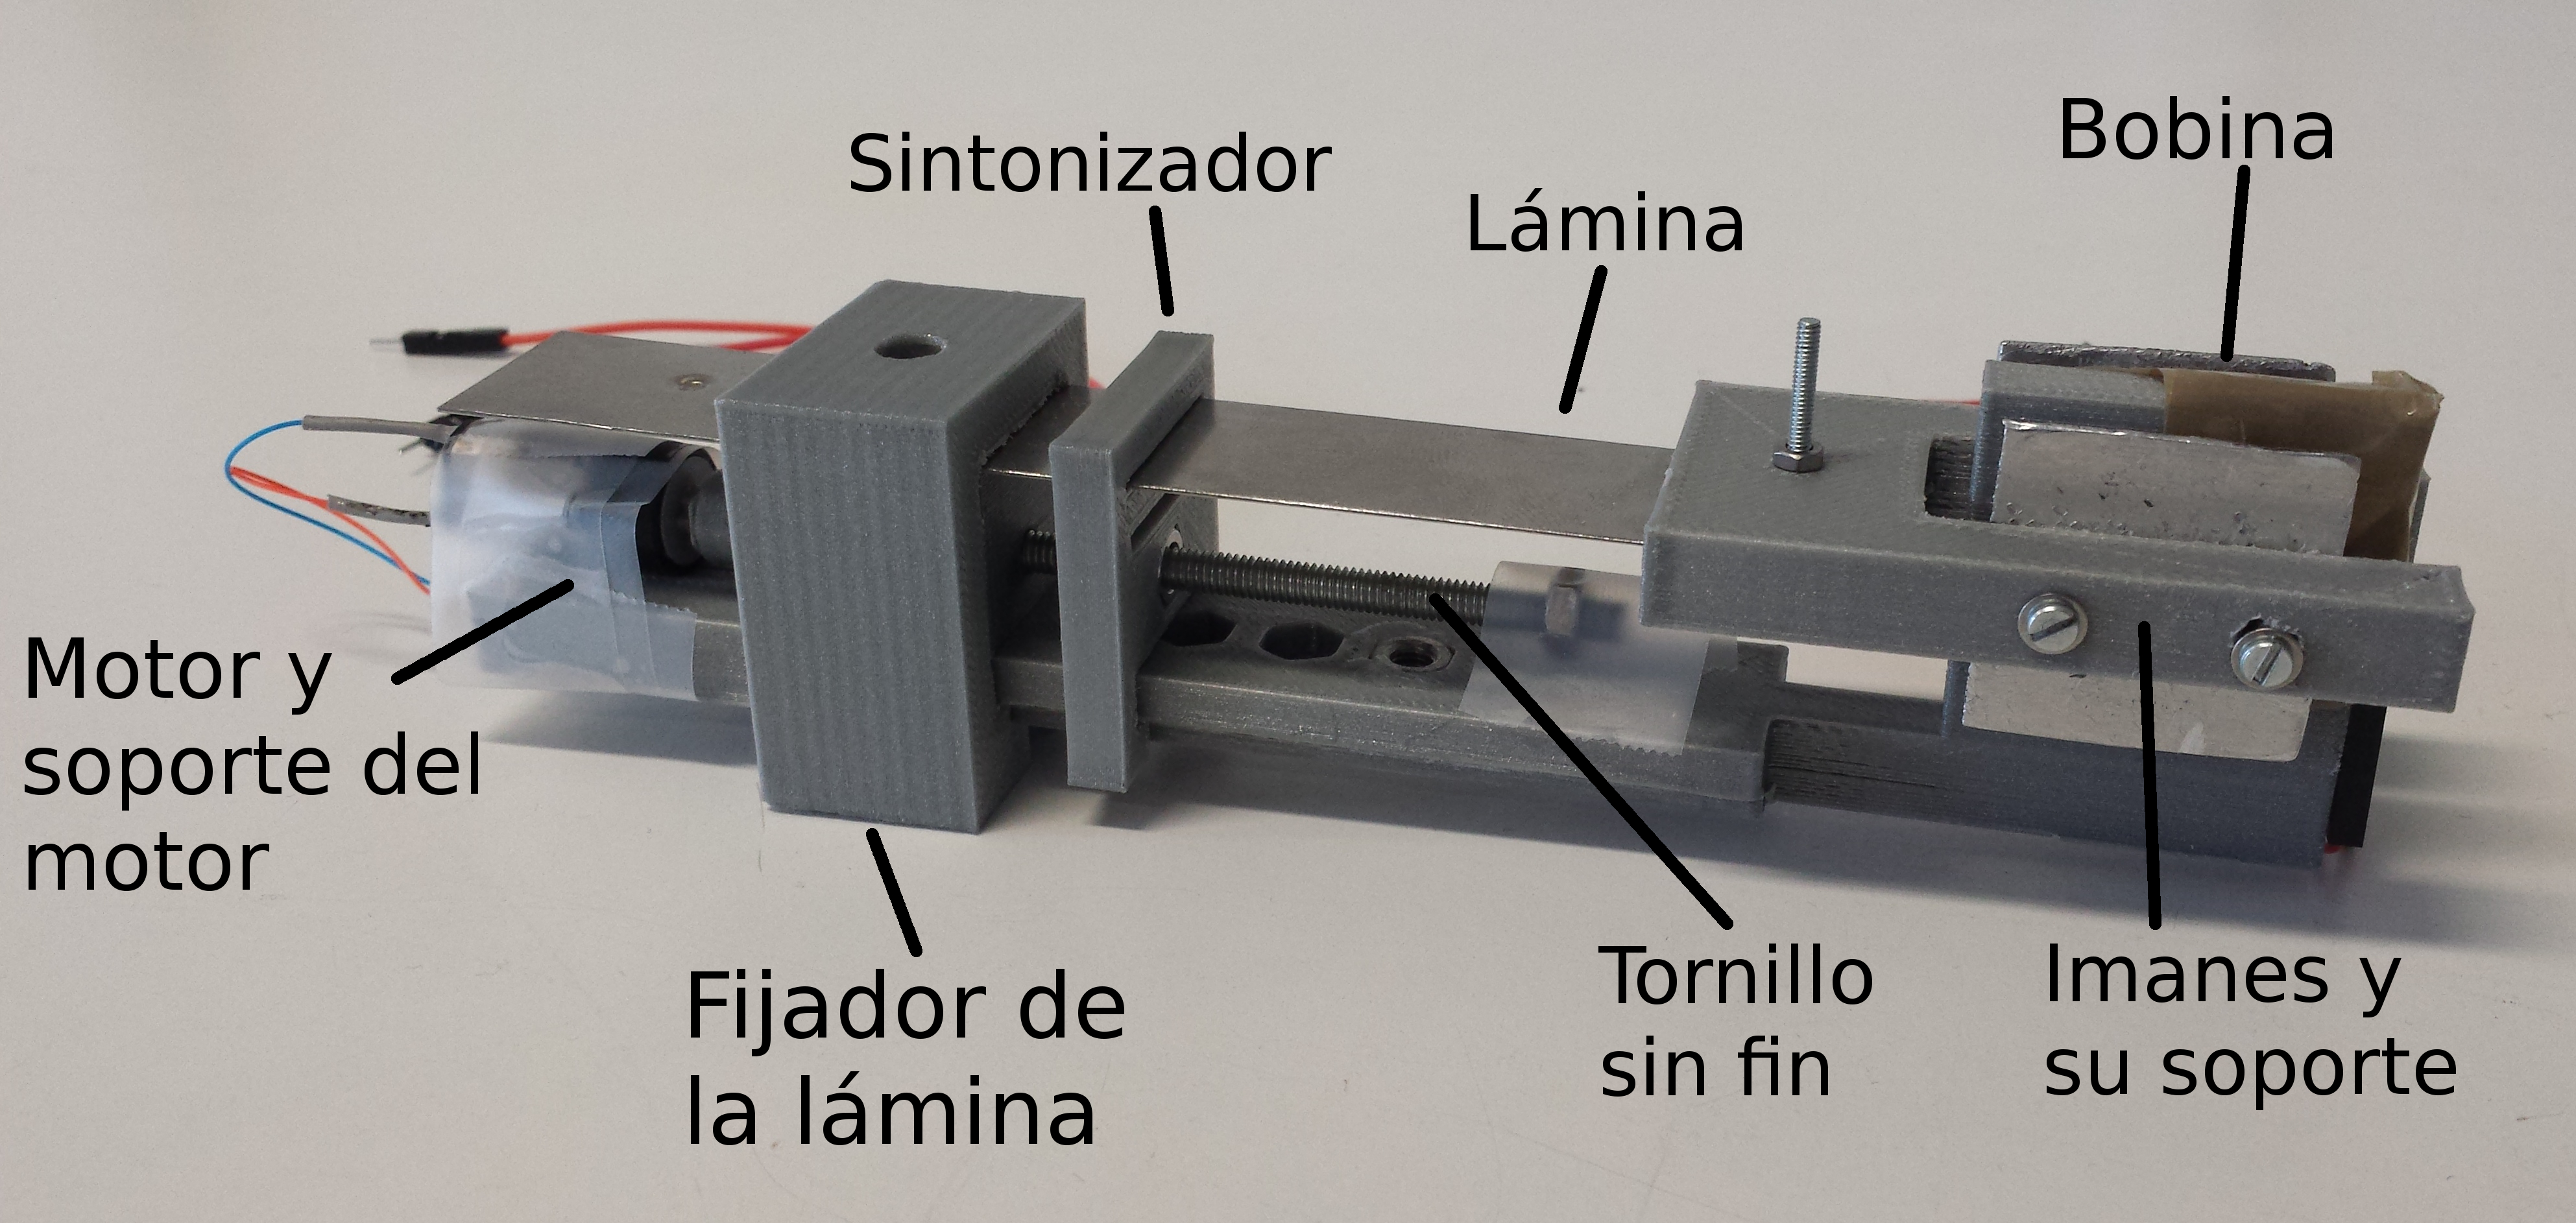 Sintonizador
Lámina
Bobina
Motor y
soporte del
motor
Fijador de
la lámina
Tornillo
sin fin
Imanes y
su soporte